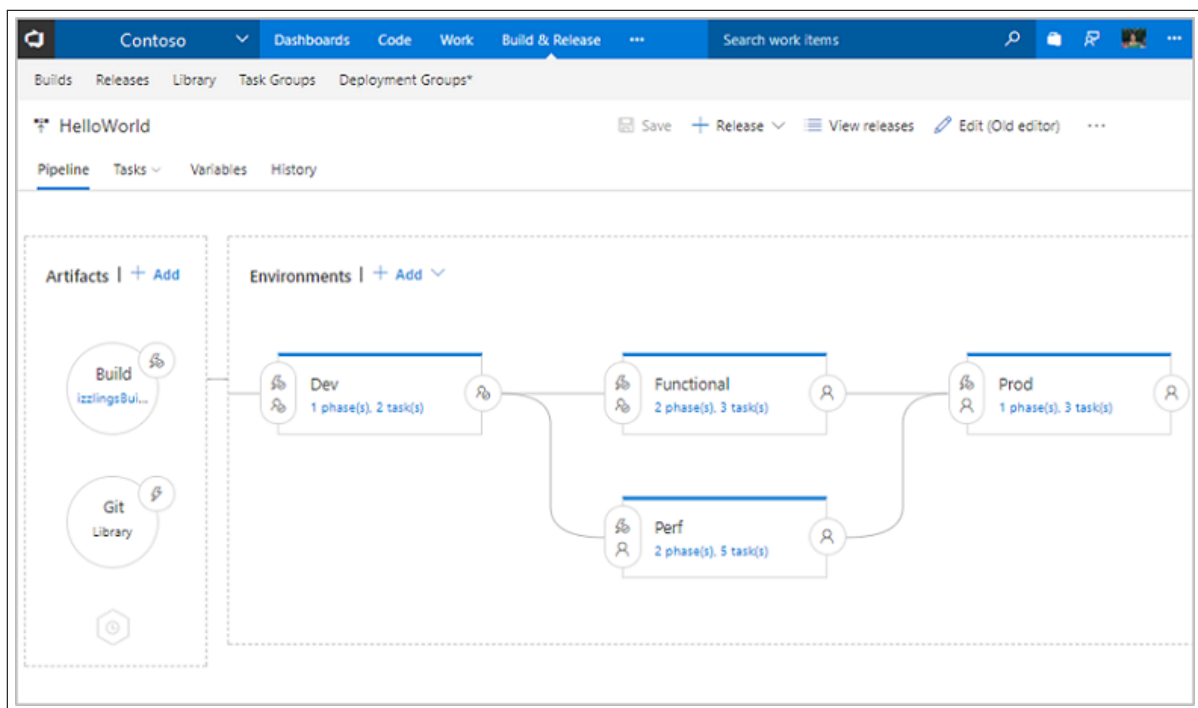 Contoso Dashboards Code Work Build & Release ••• Search work items •••
Builds Releases Library Task Groups Deployment Groups*
HelloWorld Save + Release View releases Edit (Old editor) •••
Pipeline Tasks Variables History
Artifacts | + Add
Environments | + Add
Build
izzlingsBui...
Git
Library
Dev
1 phase(s), 2 task(s)
Functional
2 phase(s), 3 task(s)
Prod
1 phase(s), 3 task(s)
Perf
2 phase(s), 5 task(s)